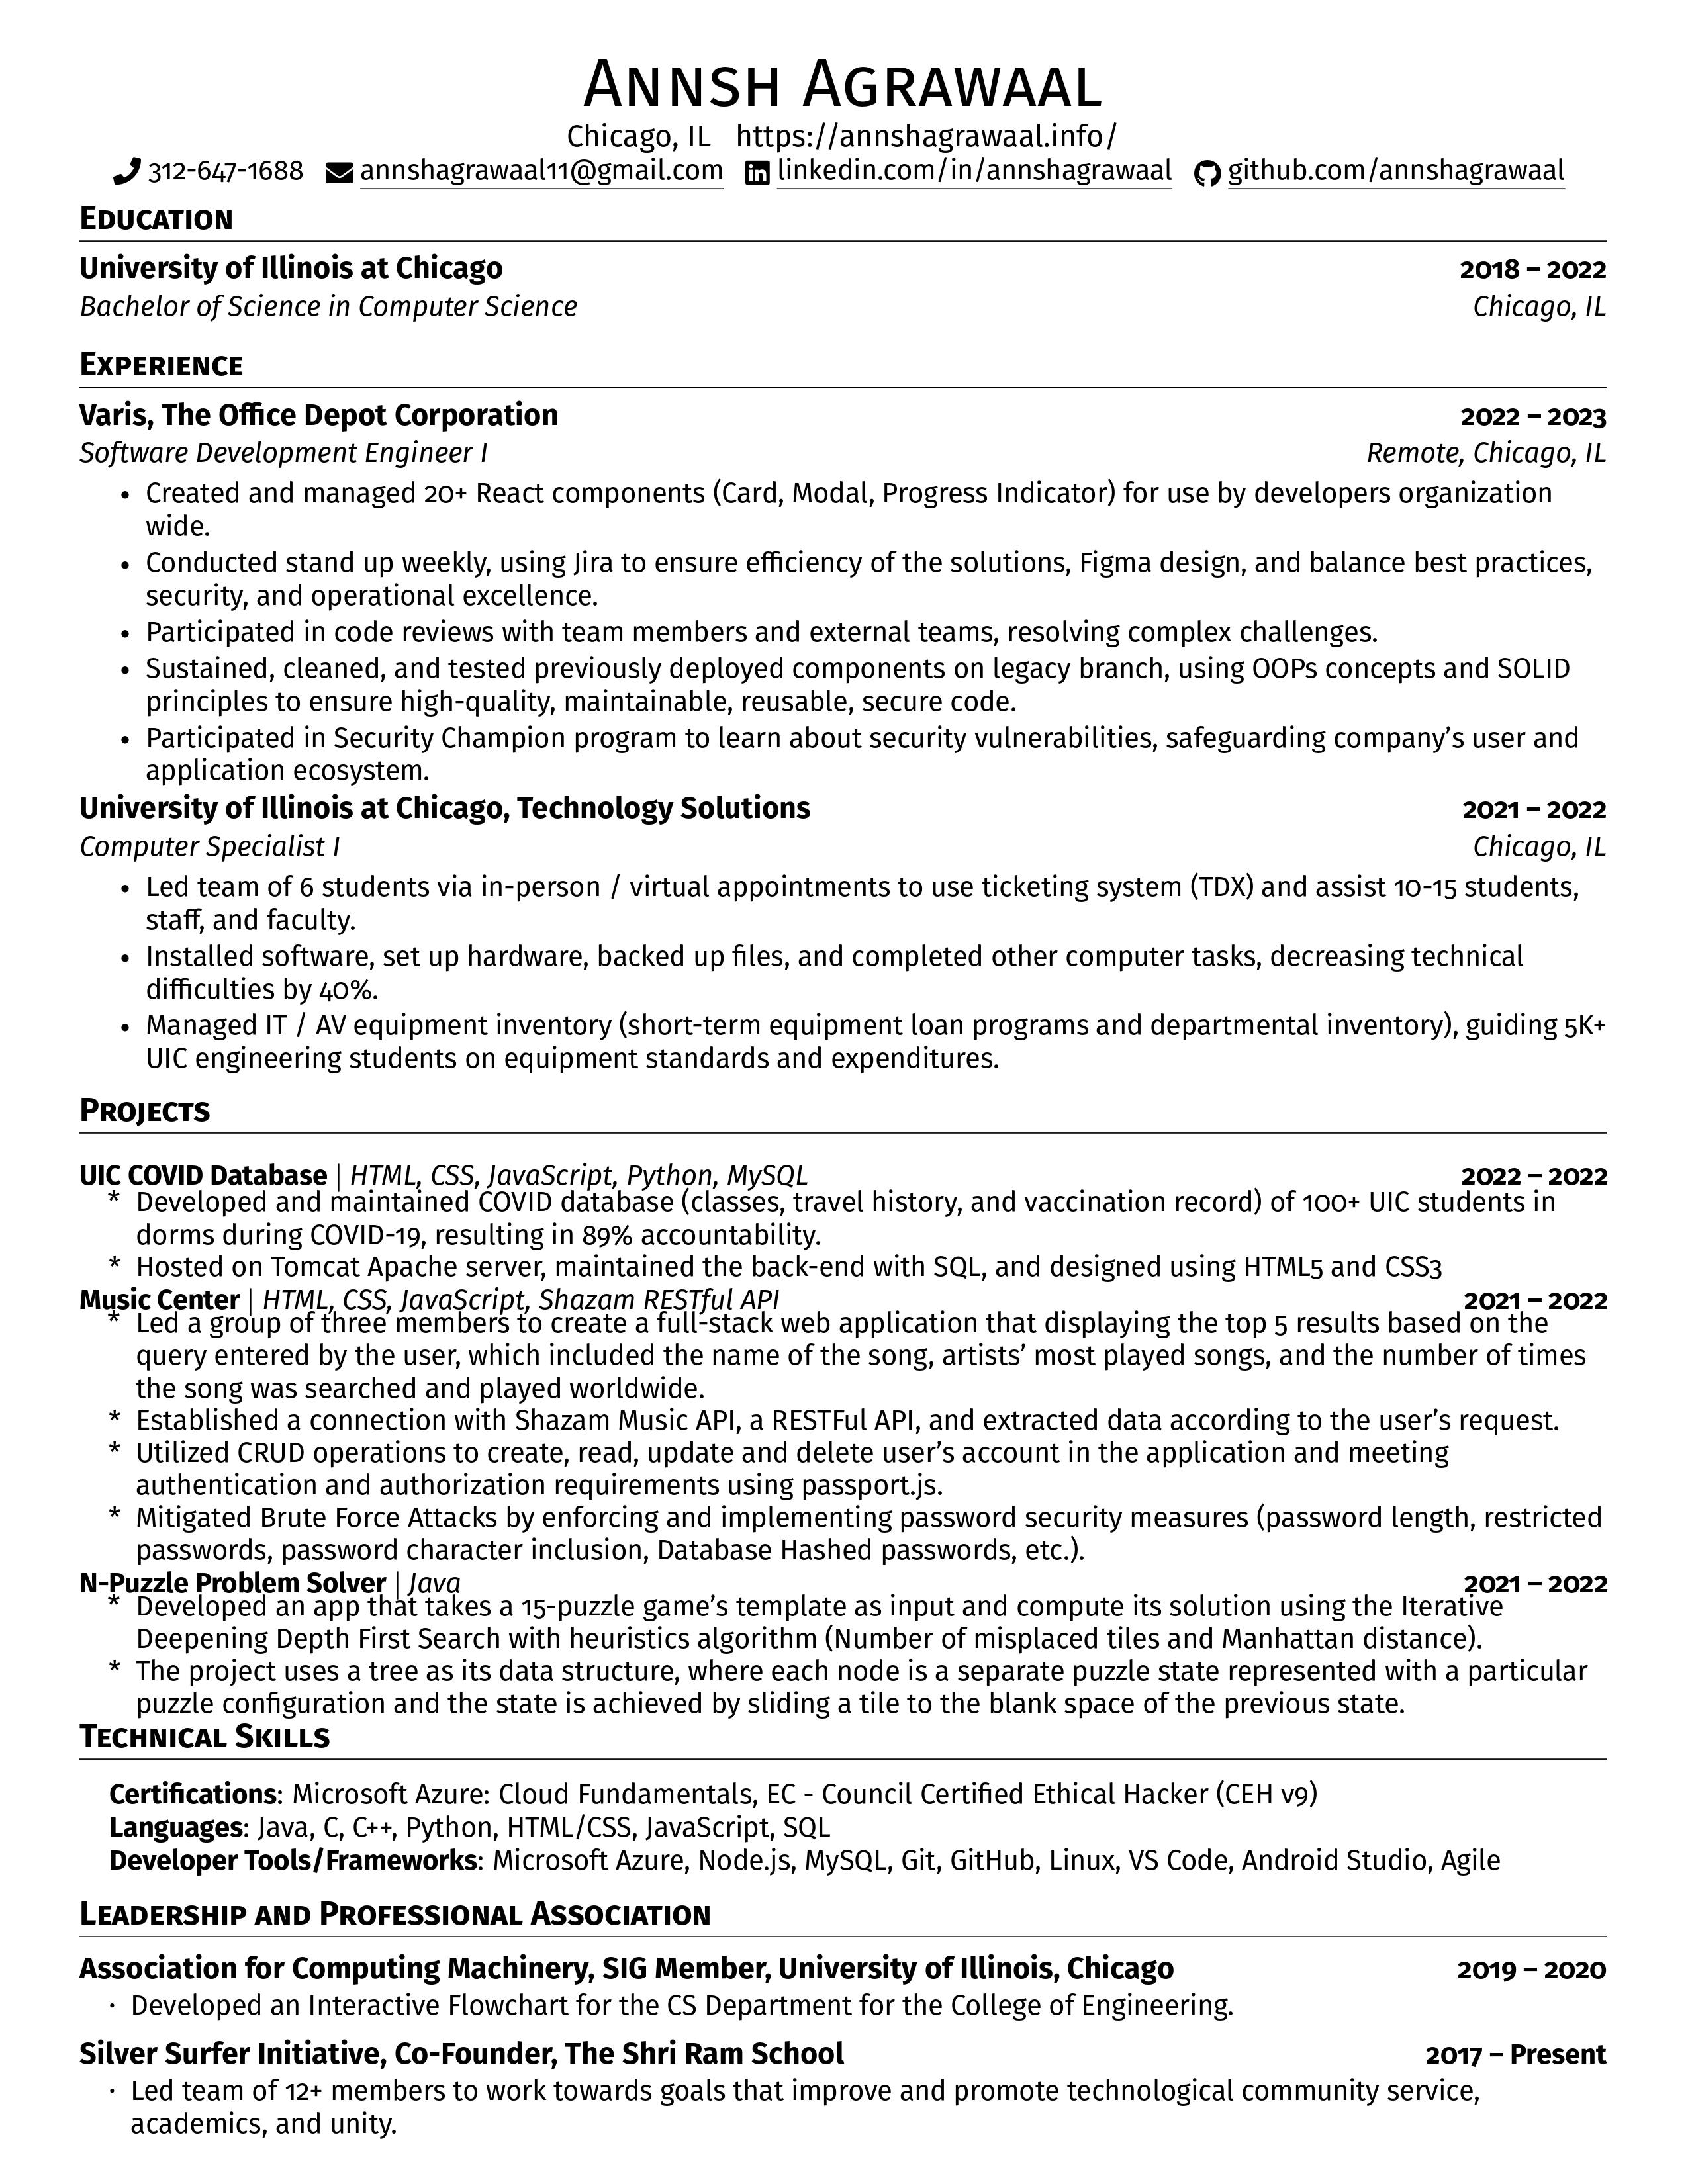 Annsh Agrawaal
Chicago, IL https://annshagrawaal.info/
312-647-1688 annshagrawaal11@gmail.com linkedin.com/in/annshagrawaal github.com/annshagrawaal
Education
University of Illinois at Chicago 2018 – 2022
Bachelor of Science in Computer Science Chicago, IL
Experience
Varis, The Office Depot Corporation 2022 – 2023
Software Development Engineer I Remote, Chicago, IL
• Created and managed 20+ React components (Card, Modal, Progress Indicator) for use by developers organization
wide.
• Conducted stand up weekly, using Jira to ensure efficiency of the solutions, Figma design, and balance best practices,
security, and operational excellence.
• Participated in code reviews with team members and external teams, resolving complex challenges.
• Sustained, cleaned, and tested previously deployed components on legacy branch, using OOPs concepts and SOLID
principles to ensure high-quality, maintainable, reusable, secure code.
• Participated in Security Champion program to learn about security vulnerabilities, safeguarding company’s user and
application ecosystem.
University of Illinois at Chicago, Technology Solutions 2021 – 2022
Computer Specialist I Chicago, IL
• Led team of 6 students via in-person / virtual appointments to use ticketing system (TDX) and assist 10-15 students,
staff, and faculty.
• Installed software, set up hardware, backed up files, and completed other computer tasks, decreasing technical
difficulties by 40%.
• Managed IT / AV equipment inventory (short-term equipment loan programs and departmental inventory), guiding 5K+
UIC engineering students on equipment standards and expenditures.
Projects
UIC COVID Database | HTML, CSS, JavaScript, Python, MySQL 2022 – 2022
* Developed and maintained COVID database (classes, travel history, and vaccination record) of 100+ UIC students in
dorms during COVID-19, resulting in 89% accountability.
* Hosted on Tomcat Apache server, maintained the back-end with SQL, and designed using HTML5 and CSS3
Music Center | HTML, CSS, JavaScript, Shazam RESTful API 2021 – 2022
* Led a group of three members to create a full-stack web application that displaying the top 5 results based on the
query entered by the user, which included the name of the song, artists’ most played songs, and the number of times
the song was searched and played worldwide.
* Established a connection with Shazam Music API, a RESTFul API, and extracted data according to the user’s request.
* Utilized CRUD operations to create, read, update and delete user’s account in the application and meeting
authentication and authorization requirements using passport.js.
* Mitigated Brute Force Attacks by enforcing and implementing password security measures (password length, restricted
passwords, password character inclusion, Database Hashed passwords, etc.).
N-Puzzle Problem Solver | Java 2021 – 2022
* Developed an app that takes a 15-puzzle game’s template as input and compute its solution using the Iterative
Deepening Depth First Search with heuristics algorithm (Number of misplaced tiles and Manhattan distance).
* The project uses a tree as its data structure, where each node is a separate puzzle state represented with a particular
puzzle configuration and the state is achieved by sliding a tile to the blank space of the previous state.
Technical Skills
Certifications: Microsoft Azure: Cloud Fundamentals, EC - Council Certified Ethical Hacker (CEH v9)
Languages: Java, C, C++, Python, HTML/CSS, JavaScript, SQL
Developer Tools/Frameworks: Microsoft Azure, Node.js, MySQL, Git, GitHub, Linux, VS Code, Android Studio, Agile
Leadership and Professional Association
Association for Computing Machinery, SIG Member, University of Illinois, Chicago 2019 – 2020
· Developed an Interactive Flowchart for the CS Department for the College of Engineering.
Silver Surfer Initiative, Co-Founder, The Shri Ram School 2017 – Present
· Led team of 12+ members to work towards goals that improve and promote technological community service,
academics, and unity.